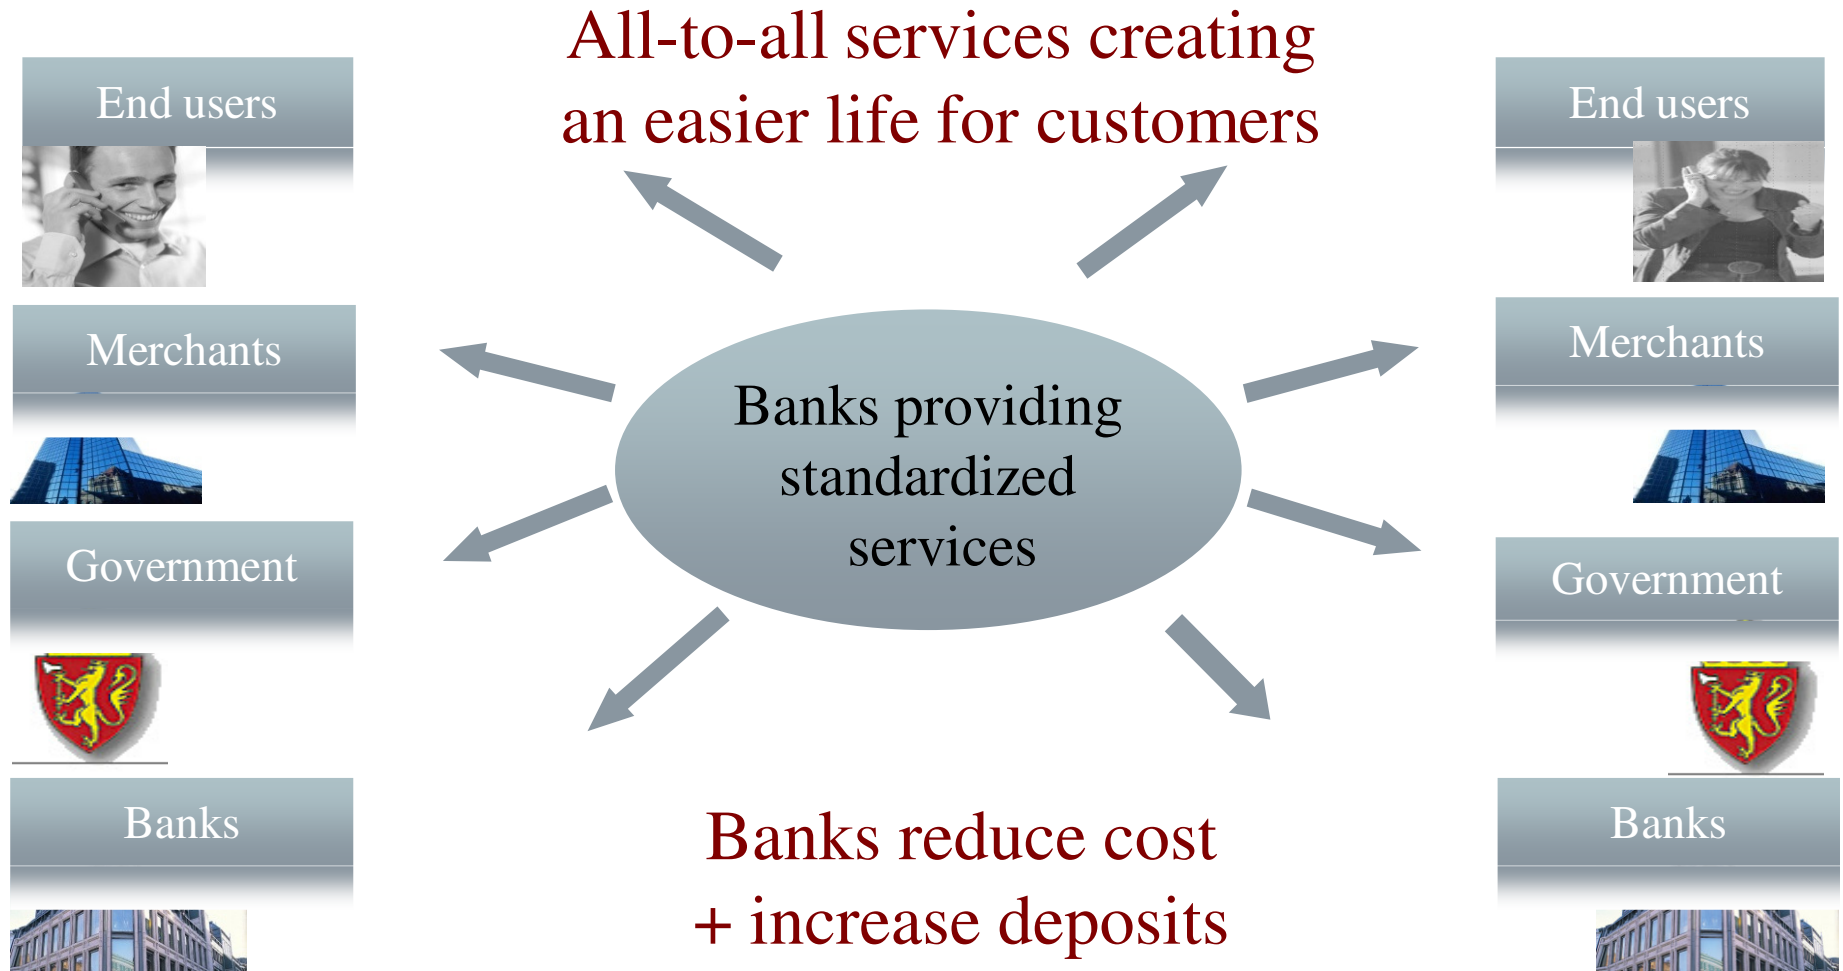 All-to-all services creating
an easier life for customers
End users
End users
Merchants
Merchants
Banks providing
standardized
services
Government
Government
Banks
Banks
Banks reduce cost
+ increase deposits